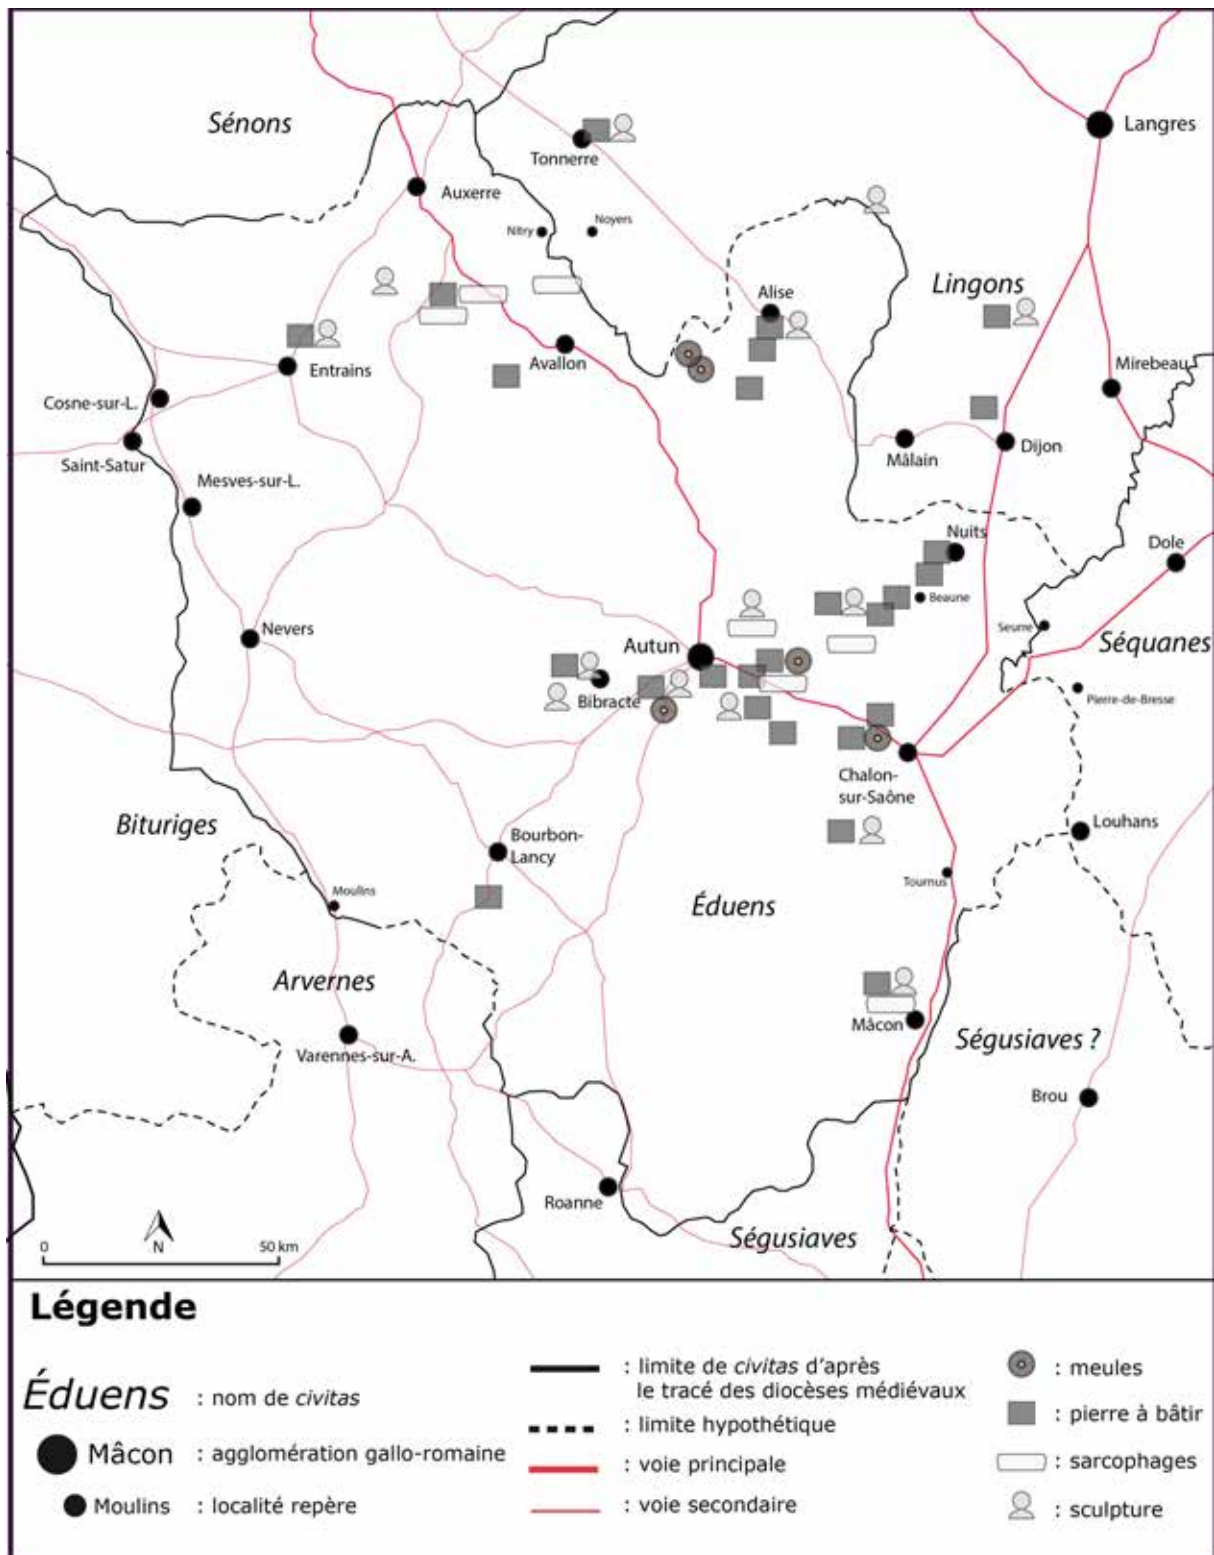 Sénons
Langres
Tonnerre
Auxerre
Nitry
Noyers
Lingons
Alise
Avallon
Entrains
Mirebeau
Cosne-sur-L.
Saint-Satur
Mâlain
Dijon
Mesves-sur-L.
Nuits
Dole
Beaune
Nevers
Seurre
Autun
Séquanes
Bibracte
Pierre-de-Bresse
Chalon-
sur-Saône
Bituriges
Bourbon-
Lancy
Louhans
Moulins
Tournus
Éduens
Arvernes
Mâcon
Varennes-sur-A.
Ségusiaves ?
Brou
Roanne
Ségusiaves
0
N
50 km
Légende
Éduens : nom de civitas
Mâcon : agglomération gallo-romaine
Moulins : localité repère
: limite de civitas d'après
le tracé des diocèses médiévaux
: limite hypothétique
: voie principale
: voie secondaire
: meules
: pierre à bâtir
: sarcophages
: sculpture